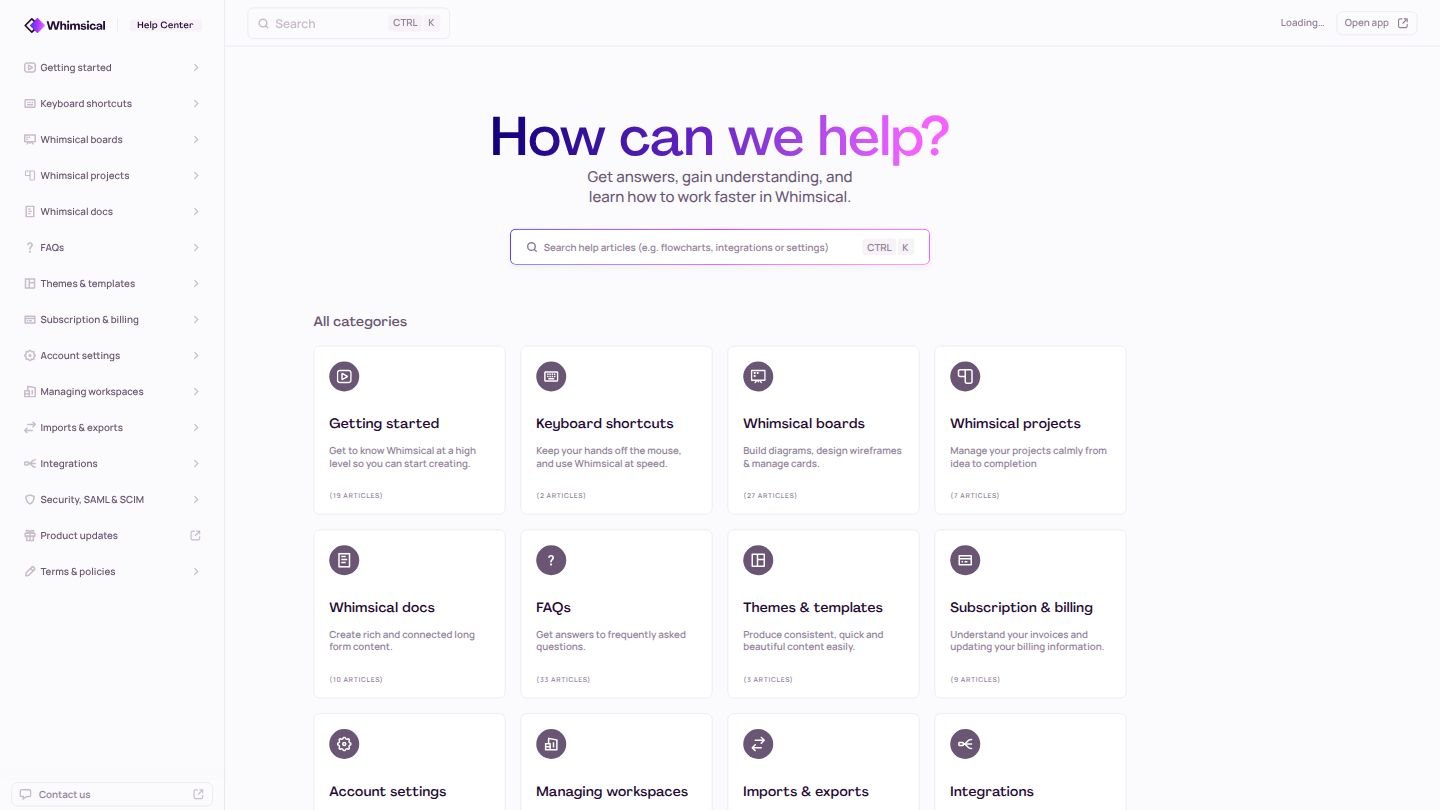 Whimsical
Help Center
Search
CTRL K
Loading...
Open app
Getting started
Keyboard shortcuts
Whimsical boards
Whimsical projects
Whimsical docs
FAQs
Themes & templates
Subscription & billing
Account settings
Managing workspaces
Imports & exports
Integrations
Security, SAML & SCIM
Product updates
Terms & policies
Contact us
How can we help?
Get answers, gain understanding, and
learn how to work faster in Whimsical.
Search help articles (e.g. flowcharts, integrations or settings)
CTRL K
All categories
Getting started
Get to know Whimsical at a high
level so you can start creating.
(19 ARTICLES)
Keyboard shortcuts
Keep your hands off the mouse,
and use Whimsical at speed.
(2 ARTICLES)
Whimsical boards
Build diagrams, design wireframes
& manage cards.
(27 ARTICLES)
Whimsical projects
Manage your projects calmly from
idea to completion
(7 ARTICLES)
Whimsical docs
Create rich and connected long
form content.
(10 ARTICLES)
FAQs
Get answers to frequently asked
questions.
(33 ARTICLES)
Themes & templates
Produce consistent, quick and
beautiful content easily.
(3 ARTICLES)
Subscription & billing
Understand your invoices and
updating your billing information.
(9 ARTICLES)
Account settings
Managing workspaces
Imports & exports
Integrations